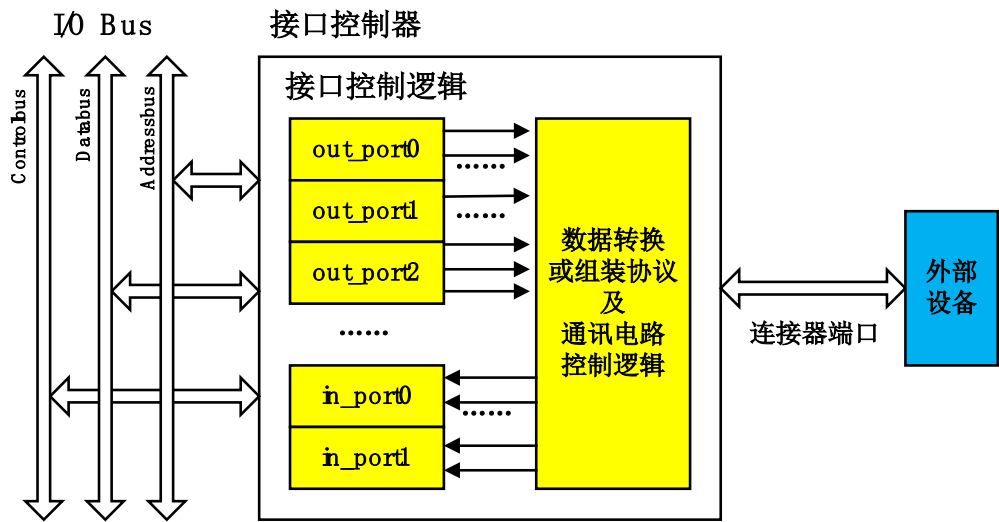 I/O Bus
接口控制器
接口控制逻辑
Controlbus
Databus
Addressbus
out_port0
……
out_port1
……
out_port2
……
in_port0
……
in_port1
数据转换
或组装协议
及
通讯电路
控制逻辑
连接器端口
外部
设备